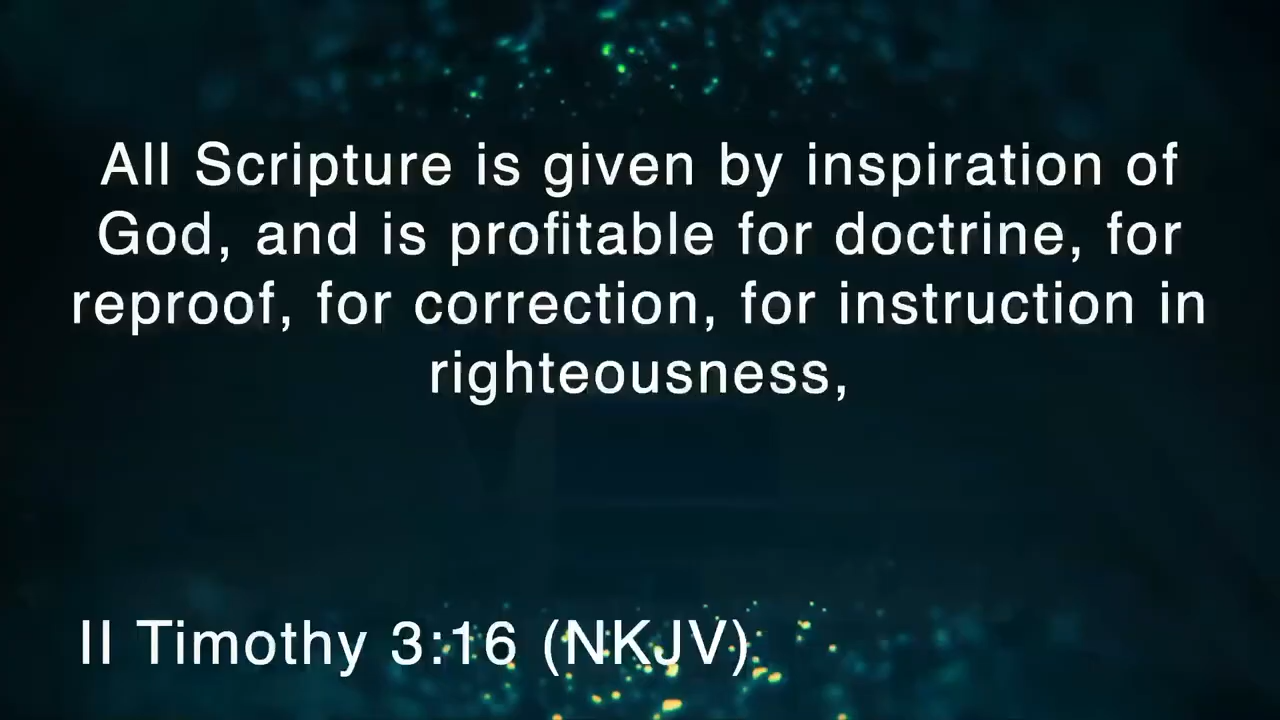 All Scripture is given by inspiration of
God, and is profitable for doctrine, for
reproof, for correction, for instruction in
righteousness,
II Timothy 3:16 (NKJV)